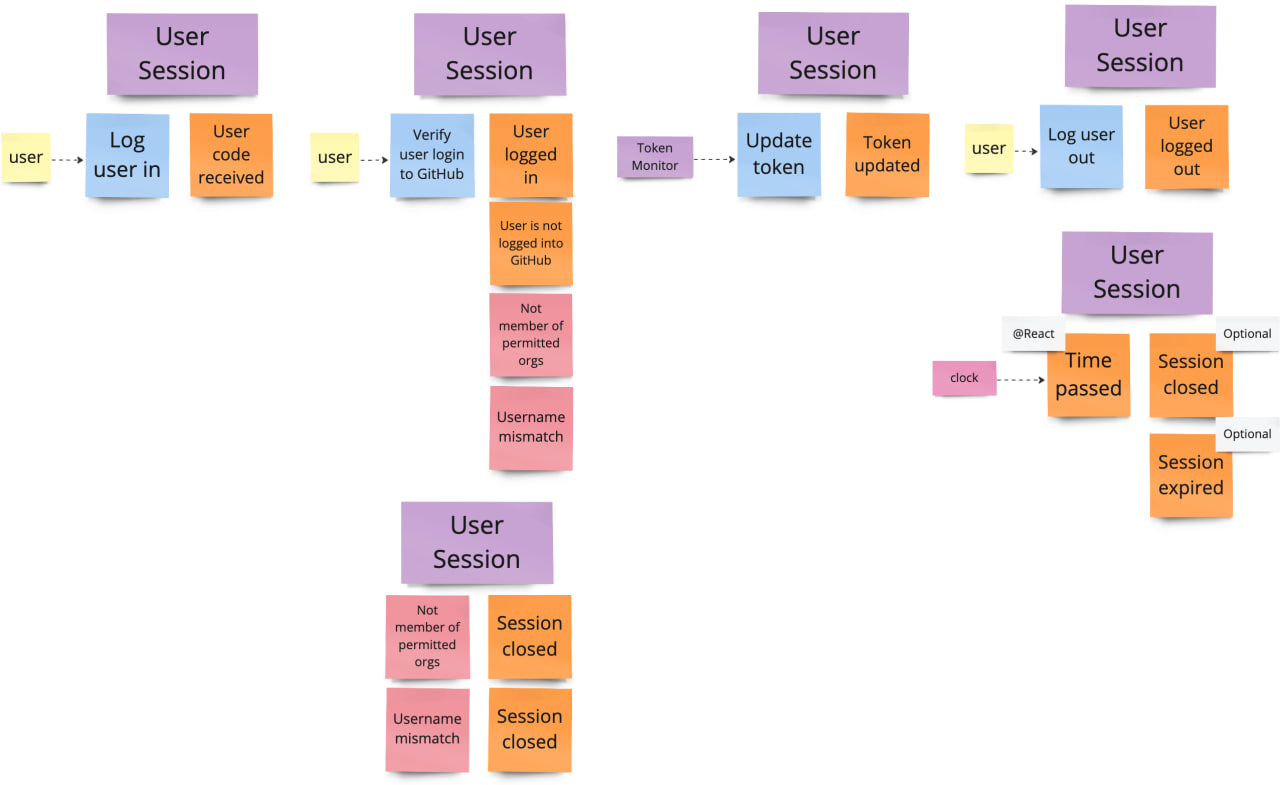 User
Session
user
Log
user in
User
code
received
User
Session
user
Verify
user login
to GitHub
User
logged
in
User is not
logged into
GitHub
Not
member of
permitted
orgs
Username
mismatch
User
Session
Token
Monitor
Update
token
Token
updated
User
Session
user
Log user
out
User
logged
out
User
Session
@React
Optional
clock
Time
passed
Session
closed
Optional
Session
expired
User
Session
Not
member of
permitted
orgs
Session
closed
Username
mismatch
Session
closed